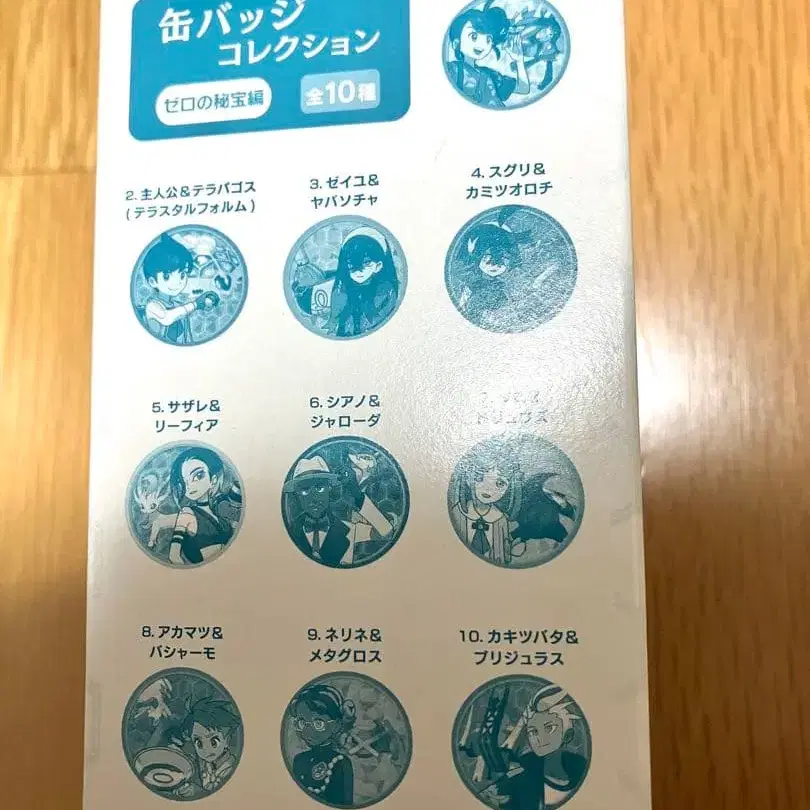 缶バッジ
コレクション
ゼロの秘宝編
全10種
2. 主人公&テラパゴス
(テラスタルフォルム)
3. ゼイユ&
ヤバソチャ
4. スグリ&
カミツオロチ
5. サザレ&
リーフィア
6. シアノ&
ジャローダ
ドリュウズ
8. アカマツ&
バシャーモ
9. ネリネ&
メタグロス
10. カキツバタ&
ブリジュラス